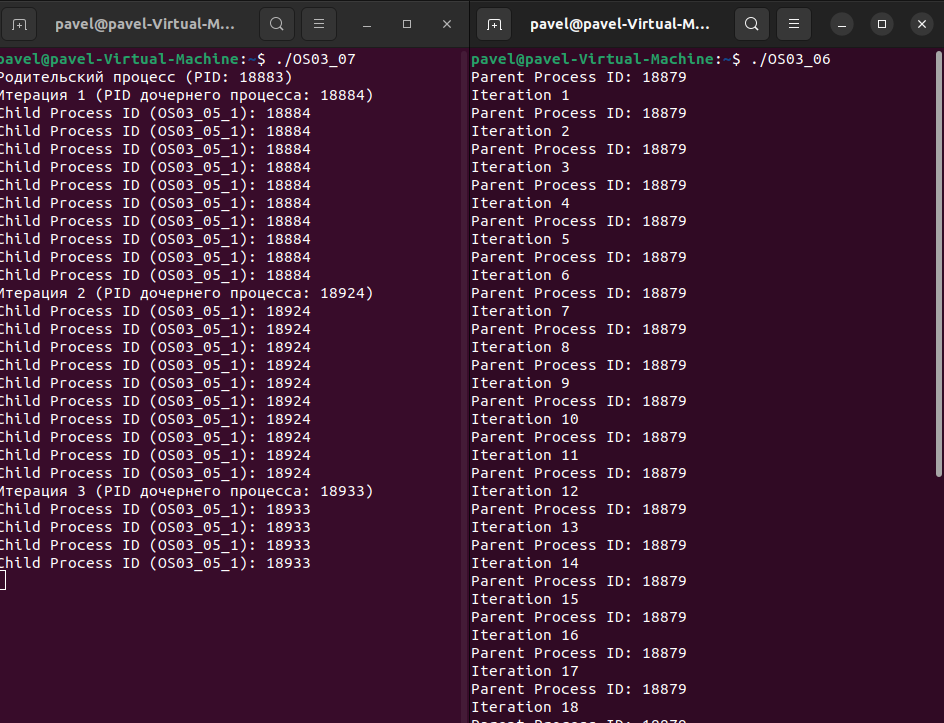 pavel@pavel-Virtual-M...
pavel@pavel-Virtual-Machine:~$ ./OS03_07
Родительский процесс (PID: 18883)
Итерация 1 (PID дочернего процесса: 18884)
Child Process ID (OS03_05_1): 18884
Child Process ID (OS03_05_1): 18884
Child Process ID (OS03_05_1): 18884
Child Process ID (OS03_05_1): 18884
Child Process ID (OS03_05_1): 18884
Child Process ID (OS03_05_1): 18884
Child Process ID (OS03_05_1): 18884
Child Process ID (OS03_05_1): 18884
Child Process ID (OS03_05_1): 18884
Child Process ID (OS03_05_1): 18884
Итерация 2 (PID дочернего процесса: 18924)
Child Process ID (OS03_05_1): 18924
Child Process ID (OS03_05_1): 18924
Child Process ID (OS03_05_1): 18924
Child Process ID (OS03_05_1): 18924
Child Process ID (OS03_05_1): 18924
Child Process ID (OS03_05_1): 18924
Child Process ID (OS03_05_1): 18924
Child Process ID (OS03_05_1): 18924
Child Process ID (OS03_05_1): 18924
Child Process ID (OS03_05_1): 18924
Итерация 3 (PID дочернего процесса: 18933)
Child Process ID (OS03_05_1): 18933
Child Process ID (OS03_05_1): 18933
Child Process ID (OS03_05_1): 18933
Child Process ID (OS03_05_1): 18933
pavel@pavel-Virtual-M...
pavel@pavel-Virtual-Machine:~$ ./OS03_06
Parent Process ID: 18879
Iteration 1
Parent Process ID: 18879
Iteration 2
Parent Process ID: 18879
Iteration 3
Parent Process ID: 18879
Iteration 4
Parent Process ID: 18879
Iteration 5
Parent Process ID: 18879
Iteration 6
Parent Process ID: 18879
Iteration 7
Parent Process ID: 18879
Iteration 8
Parent Process ID: 18879
Iteration 9
Parent Process ID: 18879
Iteration 10
Parent Process ID: 18879
Iteration 11
Parent Process ID: 18879
Iteration 12
Parent Process ID: 18879
Iteration 13
Parent Process ID: 18879
Iteration 14
Parent Process ID: 18879
Iteration 15
Parent Process ID: 18879
Iteration 16
Parent Process ID: 18879
Iteration 17
Parent Process ID: 18879
Iteration 18